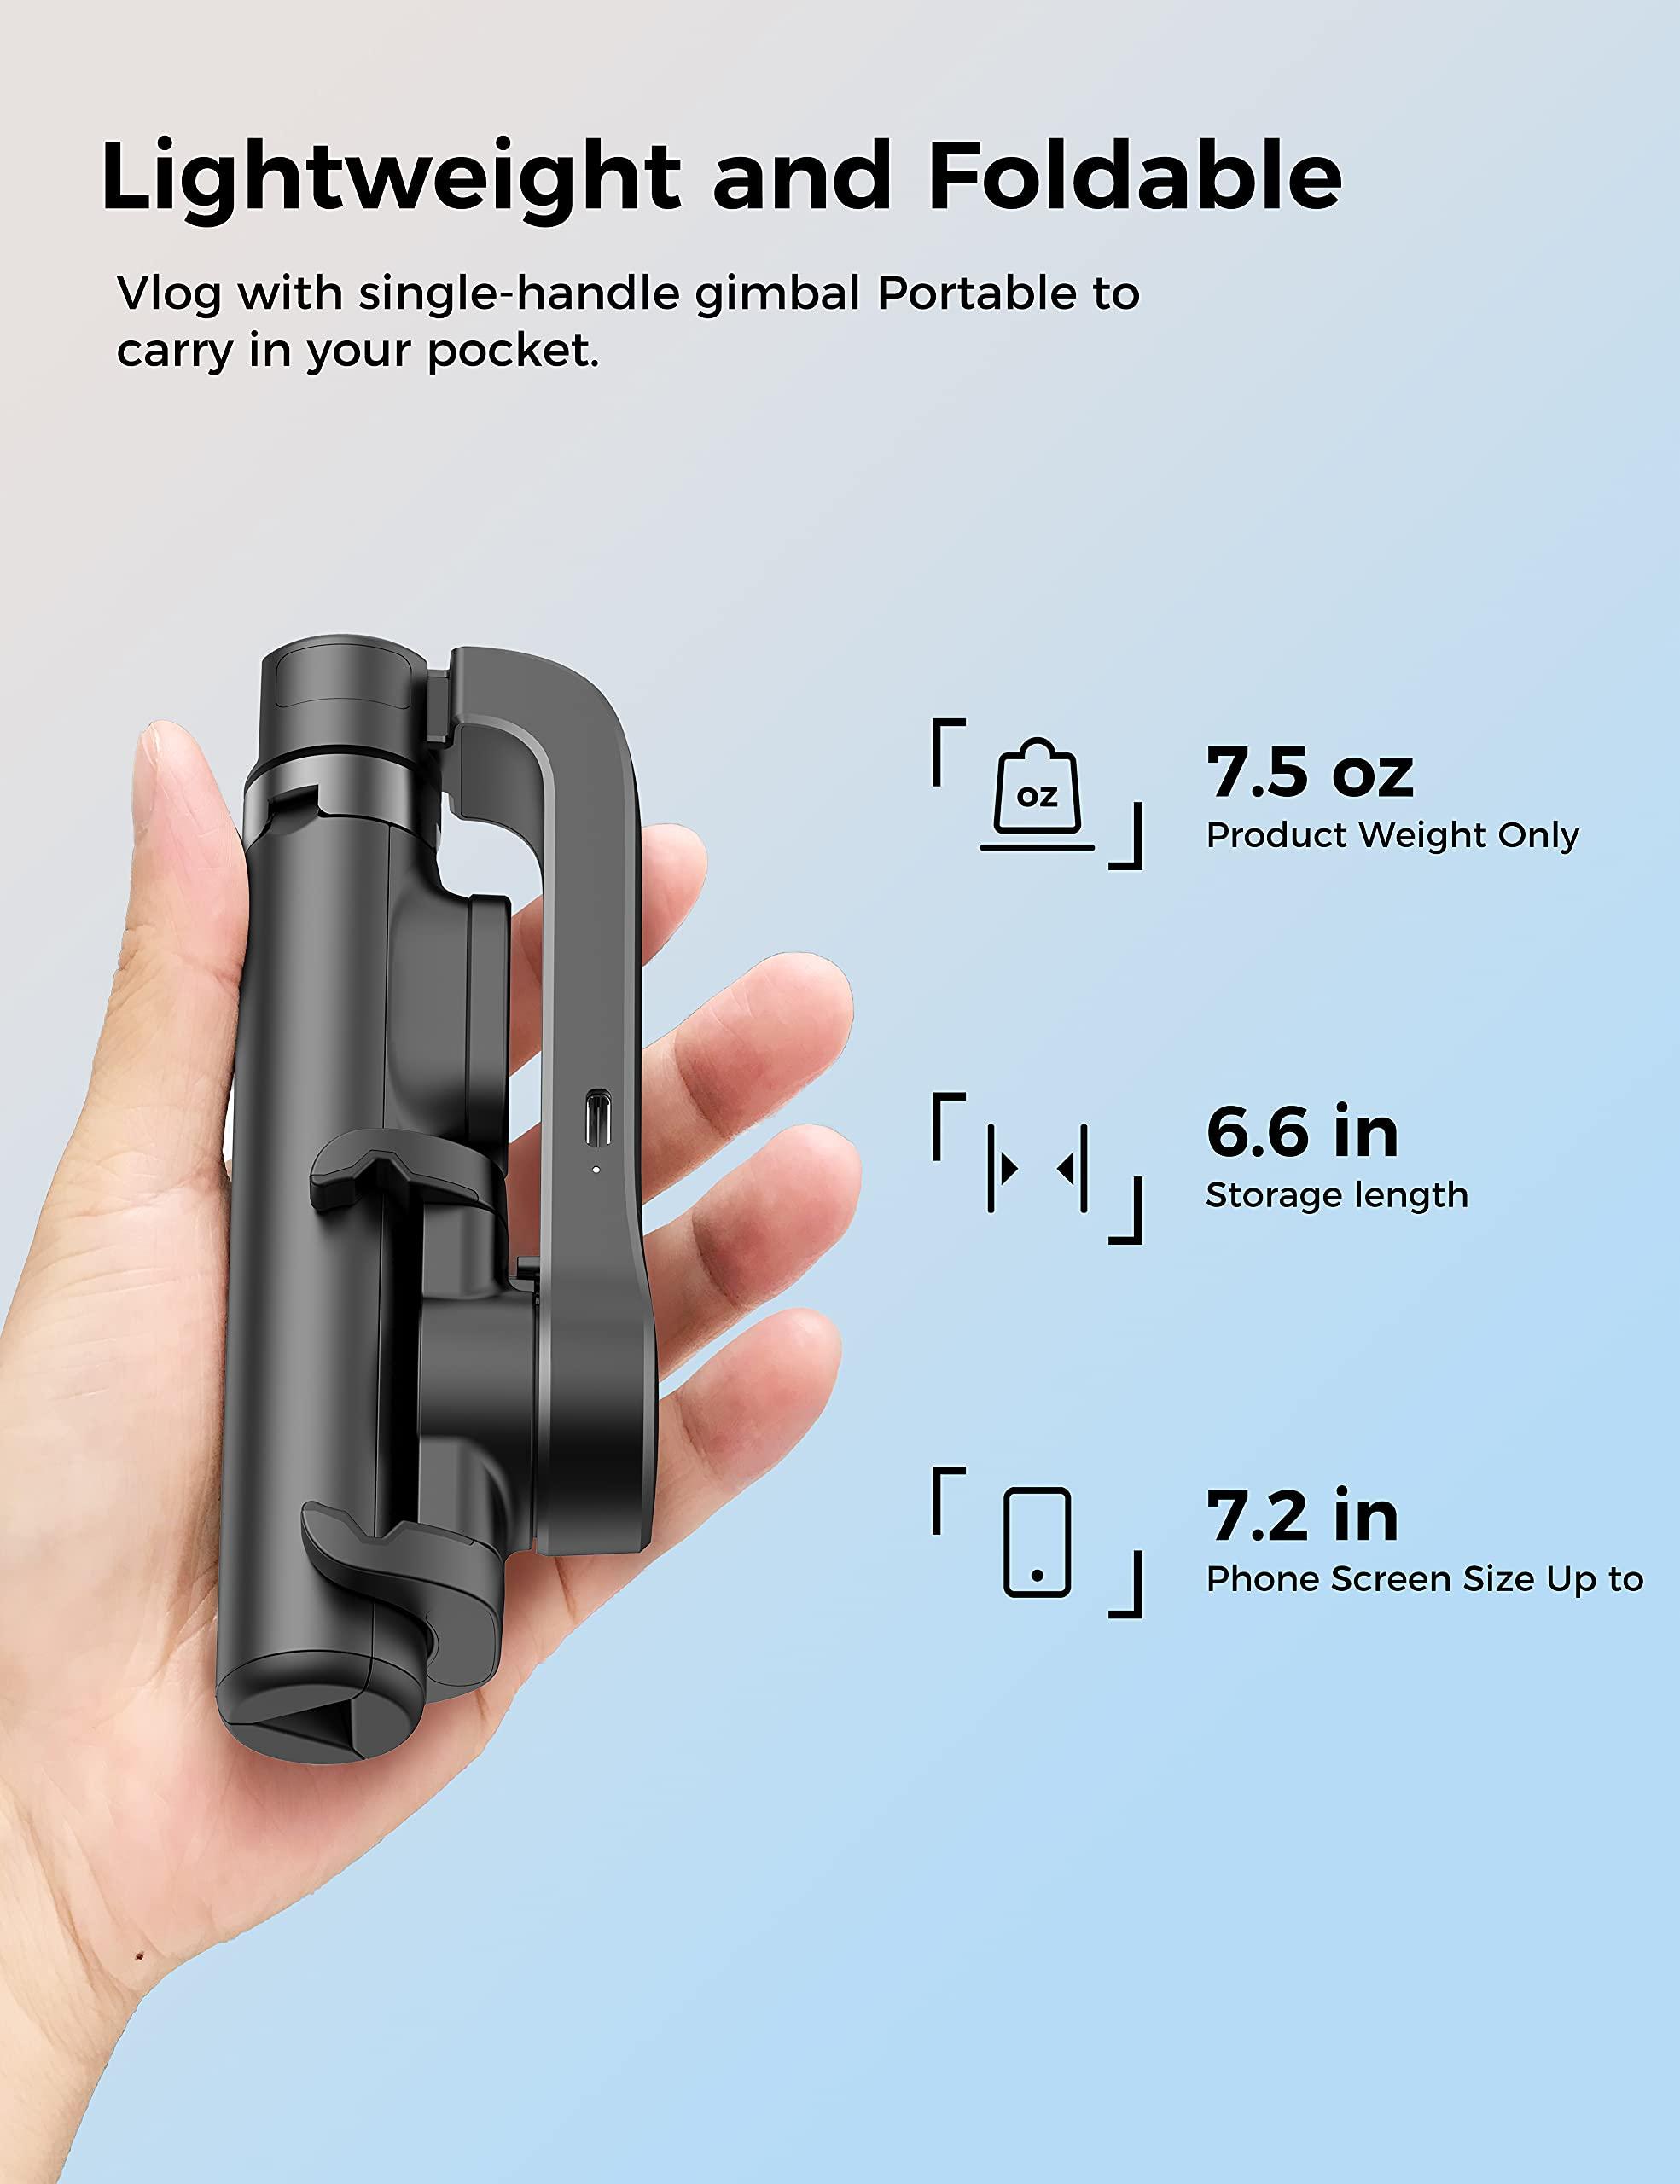 Lightweight and Foldable
Vlog with single-handle gimbal Portable to
carry in your pocket.
oz
7.5 oz
Product Weight Only
6.6 in
Storage length
7.2 in
Phone Screen Size Up to